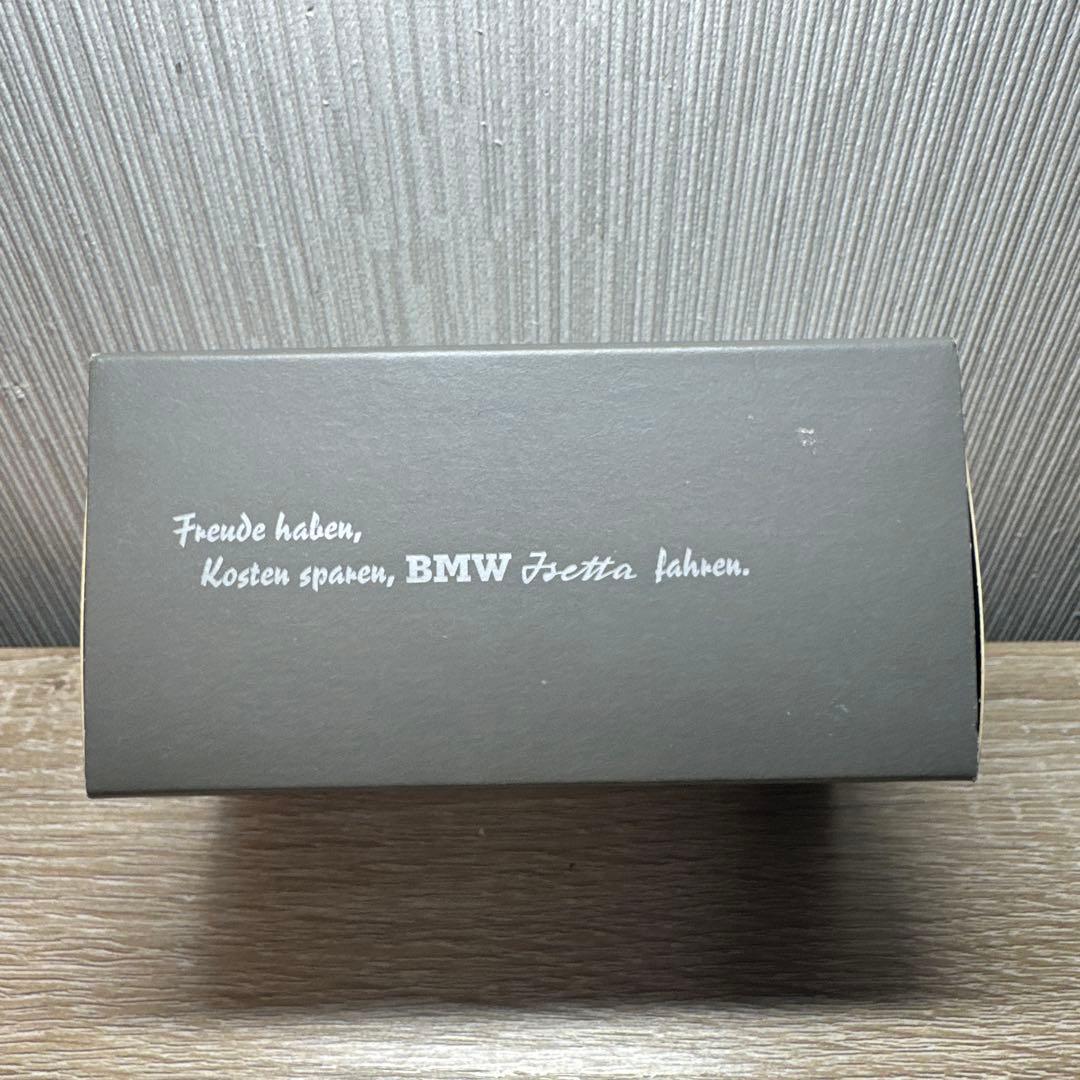 Freude haben,
Kosten sparen, BMW Isetta fahren.